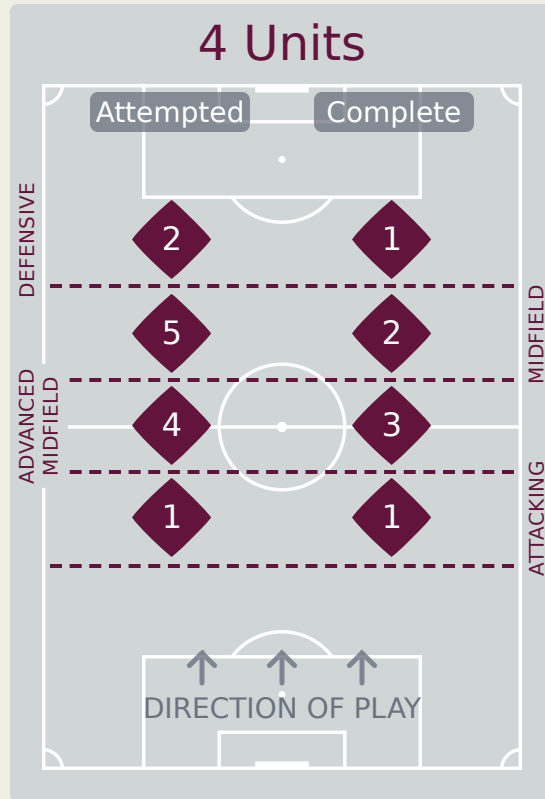 4 Units
Attempted
Complete
DEFENSIVE
2
1
MIDFIELD
5
2
ADVANCED
MIDFIELD
4
3
ATTACKING
1
1
DIRECTION OF PLAY